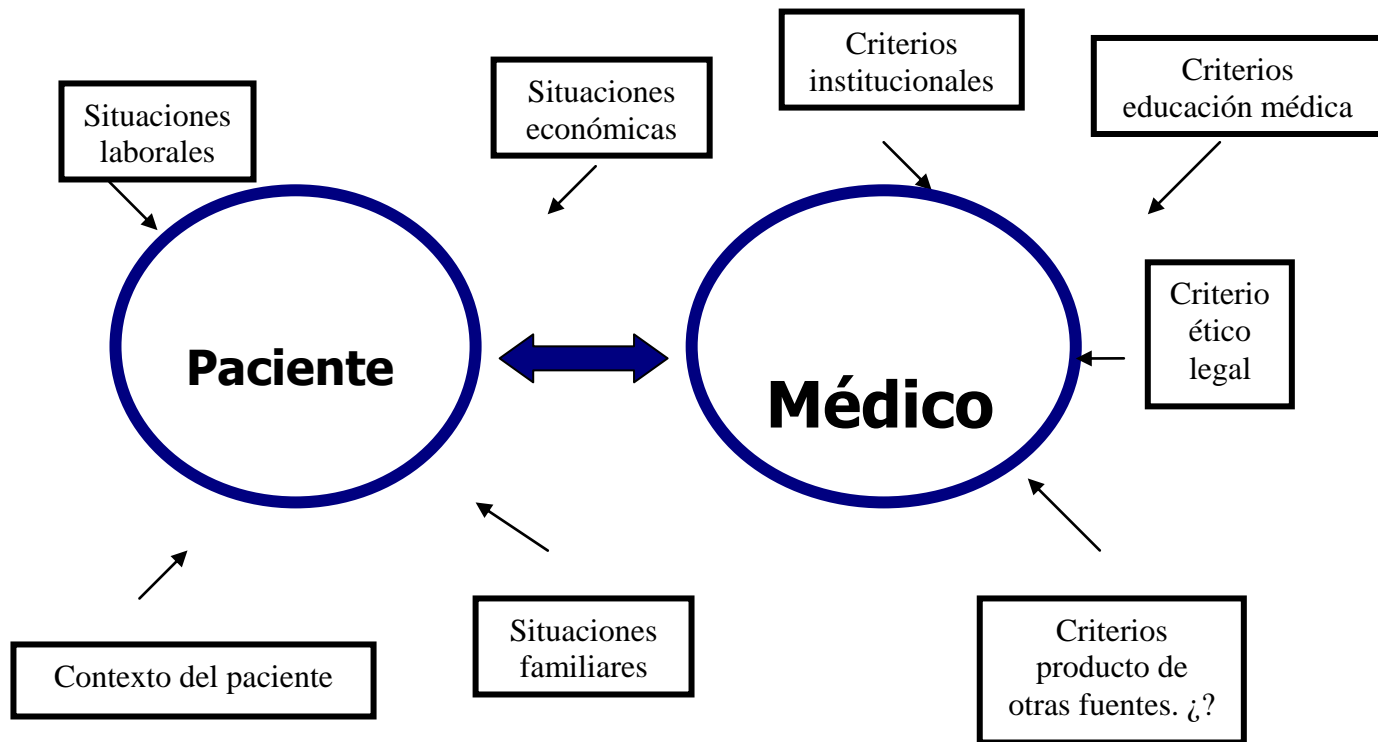 Criterios
institucionales
Criterios
educación médica
Situaciones
económicas
Situaciones
laborales
Criterio
ético
legal
Paciente
Médico
Situaciones
familiares
Criterios
producto de
otras fuentes. ¿?
Contexto del paciente